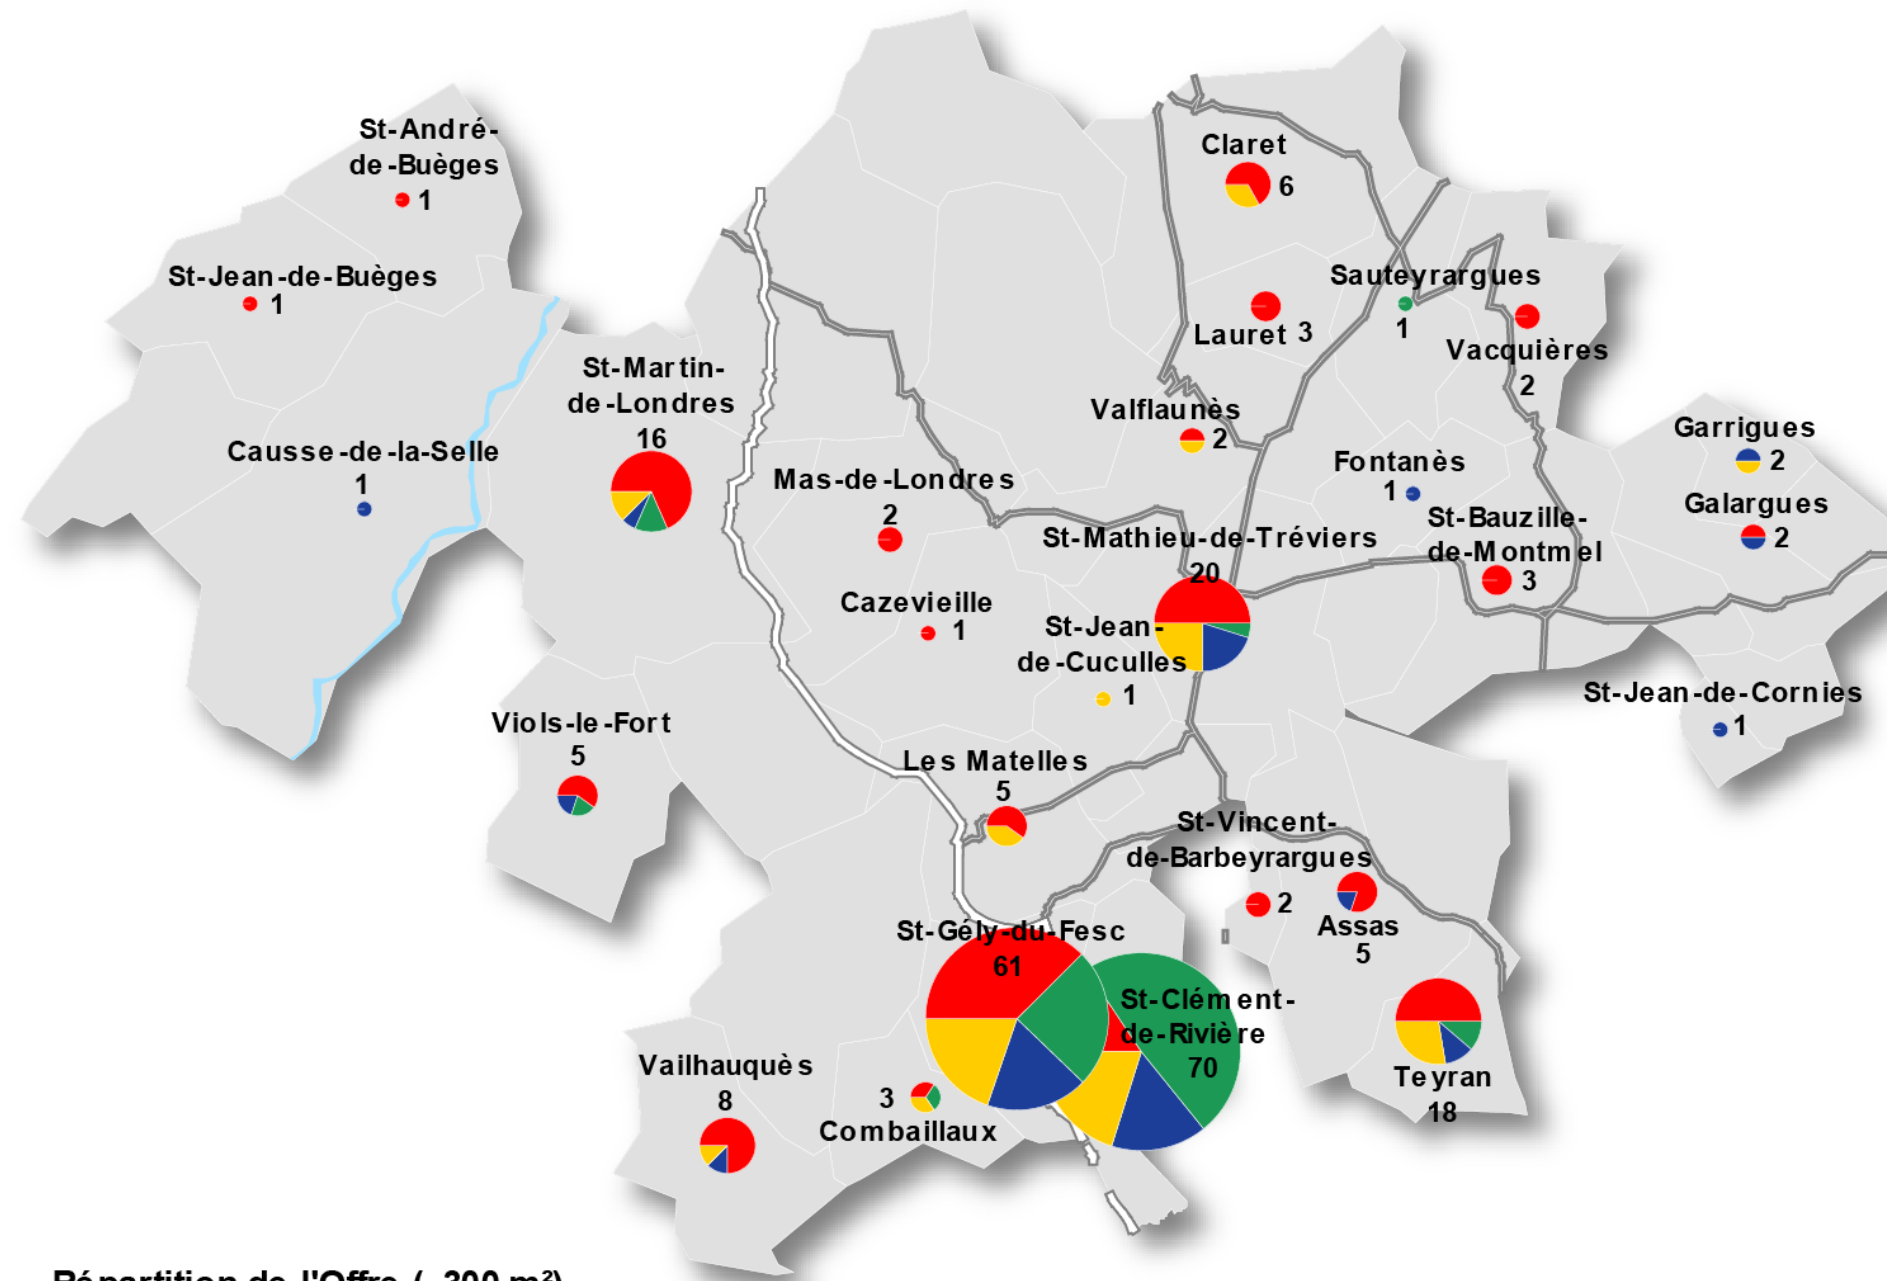 St-André-
de-Buèges
1
St-Jean-de-Buèges
1
Causse-de-la-Selle
1
St-Martin-
de-Londres
16
Viols-le-Fort
5
Claret
6
Sauteyrargues
1
Lauret 3
Vacquières
2
Valflaunès
2
Garrigues
2
Fontanès
1
Galargues
2
Mas-de-Londres
2
St-Bauzille-
de-Montmel
3
St-Mathieu-de-Tréviers
20
Cazevieille
1
St-Jean-
de-Cuculles
1
St-Jean-de-Cornies
1
Les Matelles
5
St-Vincent-
de-Barbeyrargues
2
Assas
5
St-Gély-du-Fesc
61
St-Clément-
de-Rivière
70
Teyran
18
Vailhauquès
8
3
Combaillaux